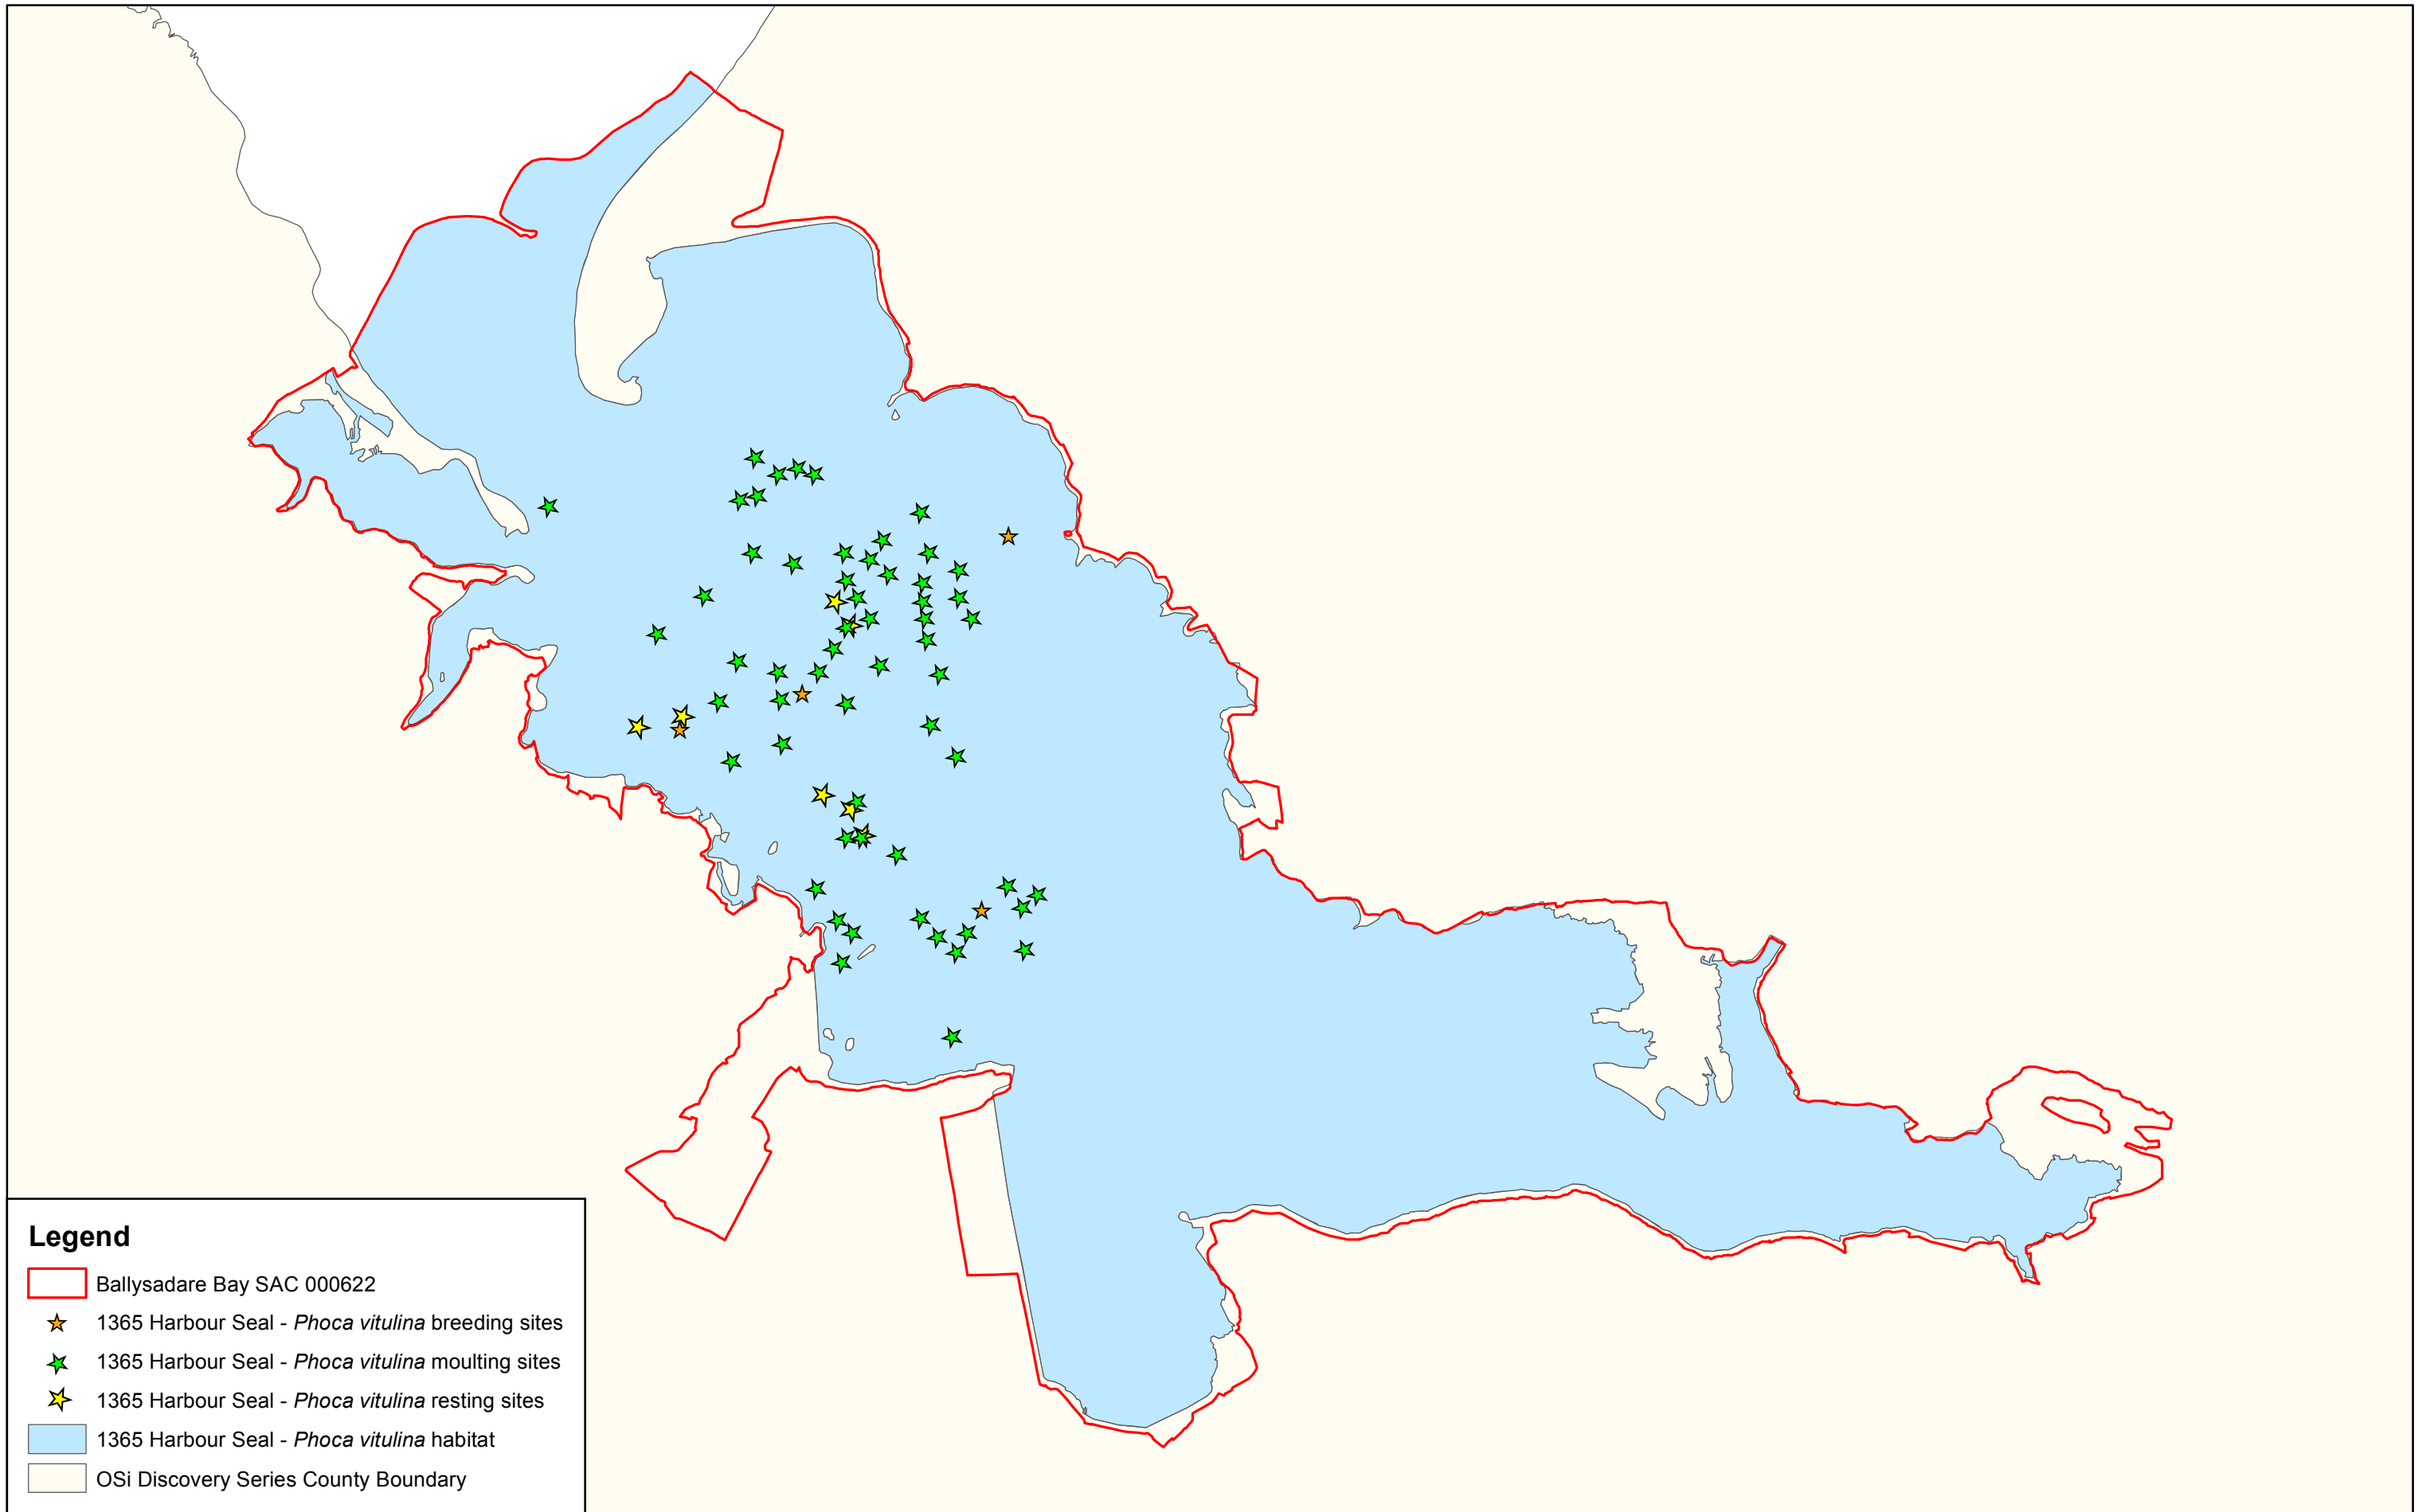 Legend
Ballysadare Bay SAC 000622
1365 Harbour Seal - Phoca vitulina breeding sites
1365 Harbour Seal - Phoca vitulina moulting sites
1365 Harbour Seal - Phoca vitulina resting sites
1365 Harbour Seal - Phoca vitulina habitat
OSi Discovery Series County Boundary